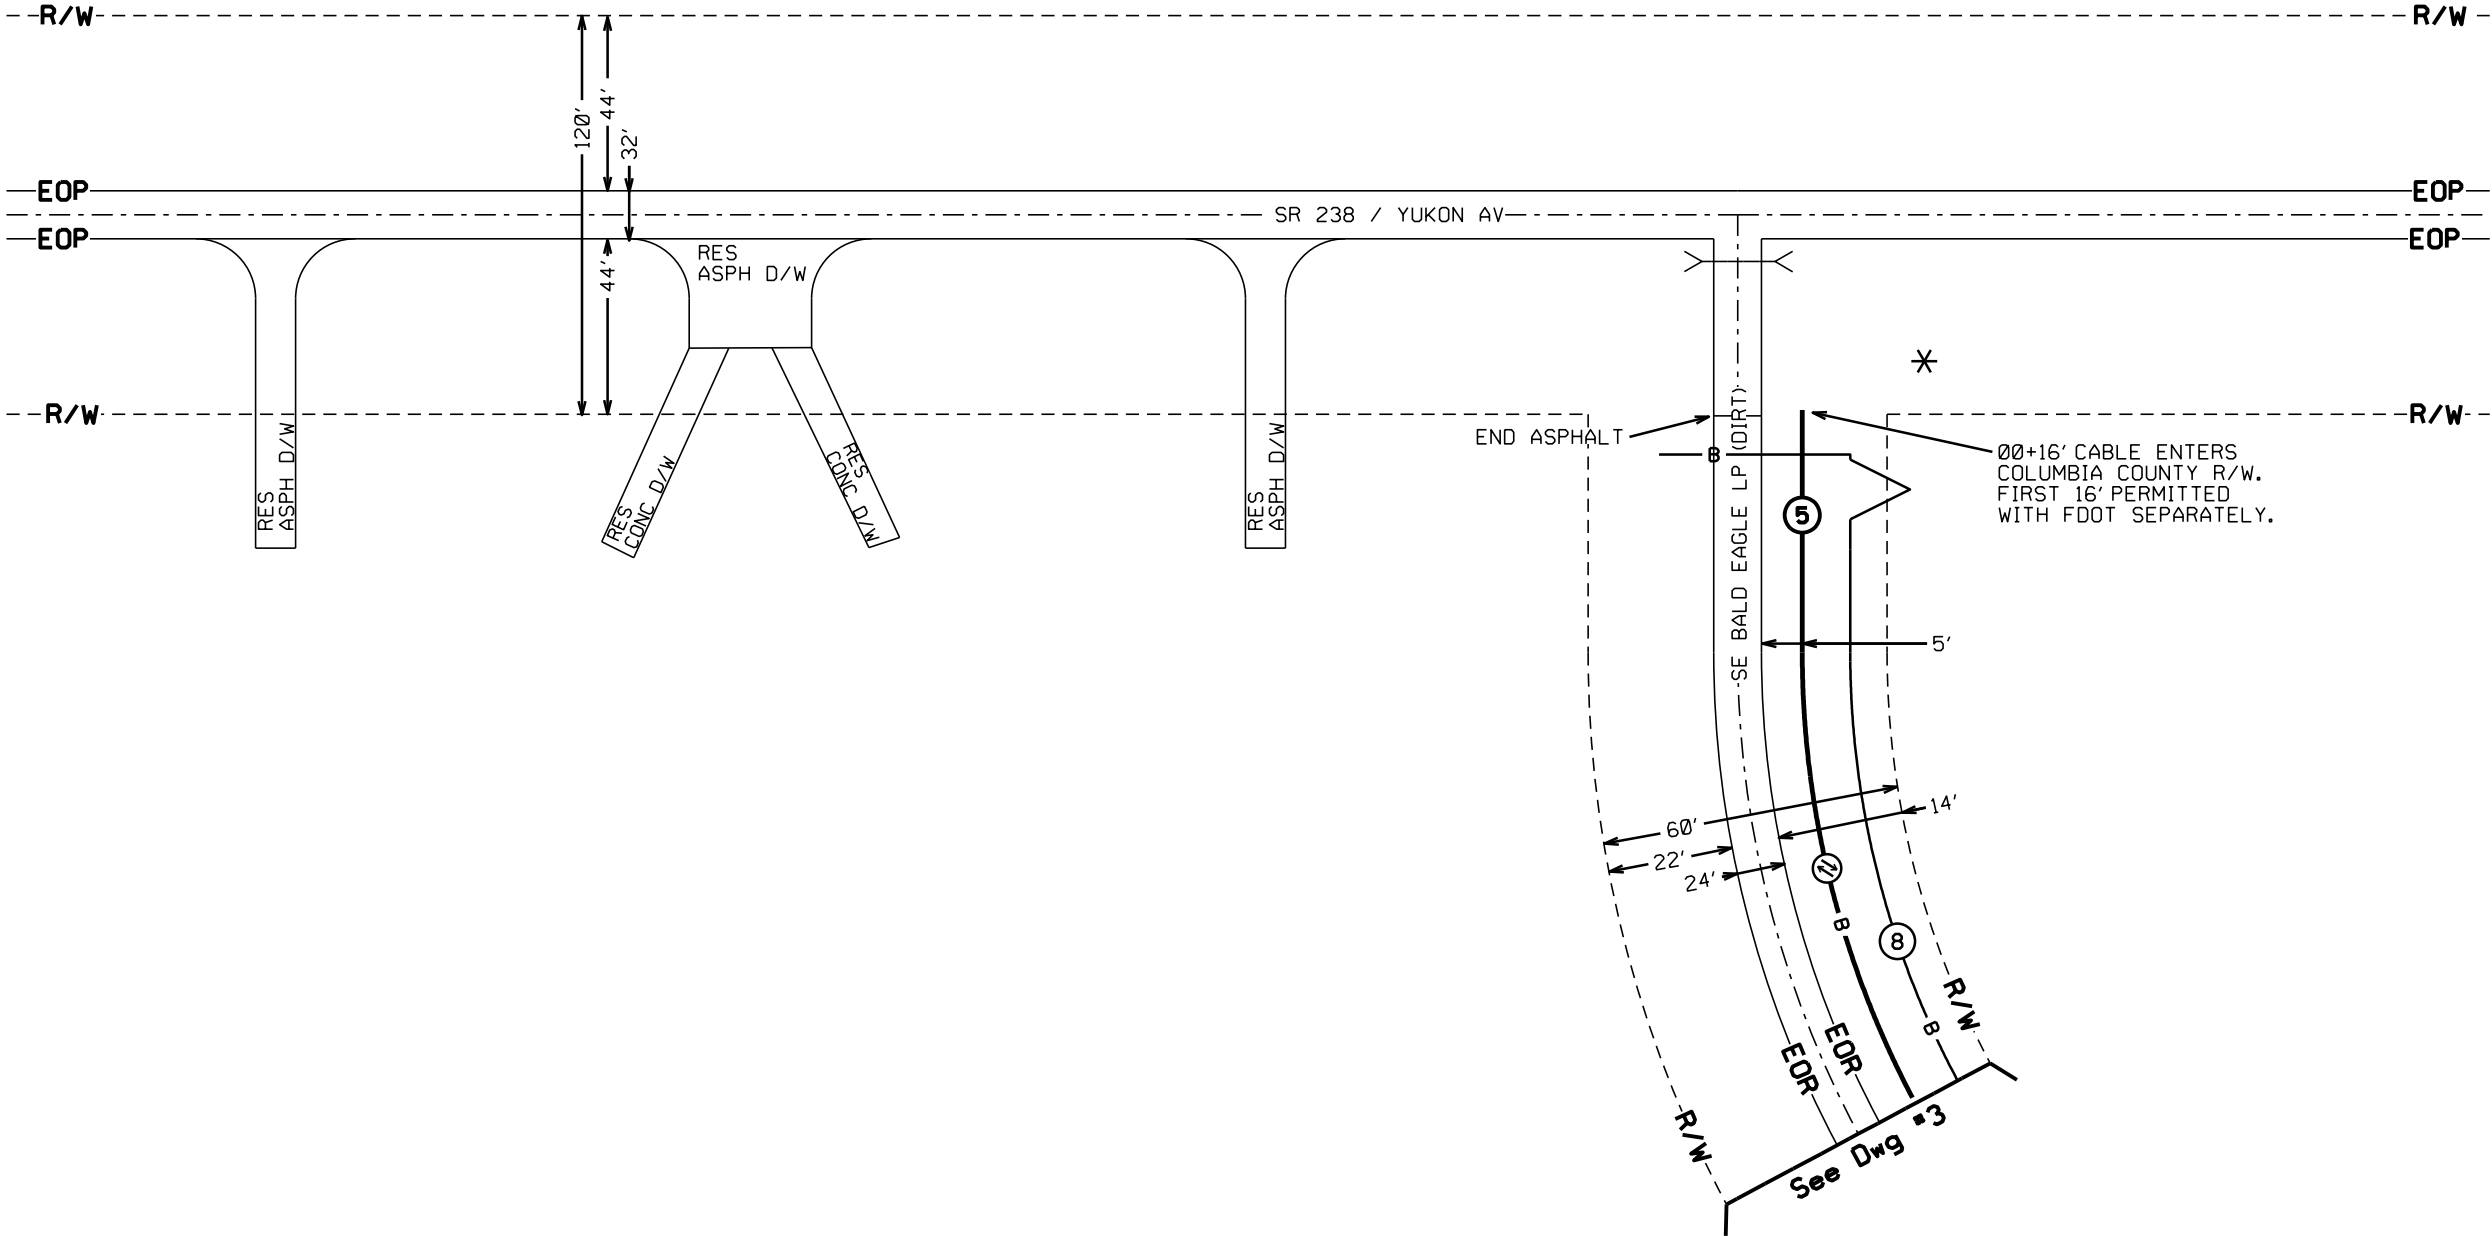 R/W
R/W
120'
44'
32'
EOP
EOP
SR 238 / YUKON AV
EOP
EOP
44'
RES
ASPH D/W
R/W
R/W
END ASPHALT
B
00+16' CABLE ENTERS
COLUMBIA COUNTY R/W.
FIRST 16' PERMITTED
WITH FDOT SEPARATELY.
RES
ASPH D/W
RES
CONC D/W
RES
CONC D/W
RES
ASPH D/W
SE BALD EAGLE LP (DIRT)
5
5'
60'
14'
22'
24'
B
8
R/W
B
EOR
EOR
R/W
See Dwg #3